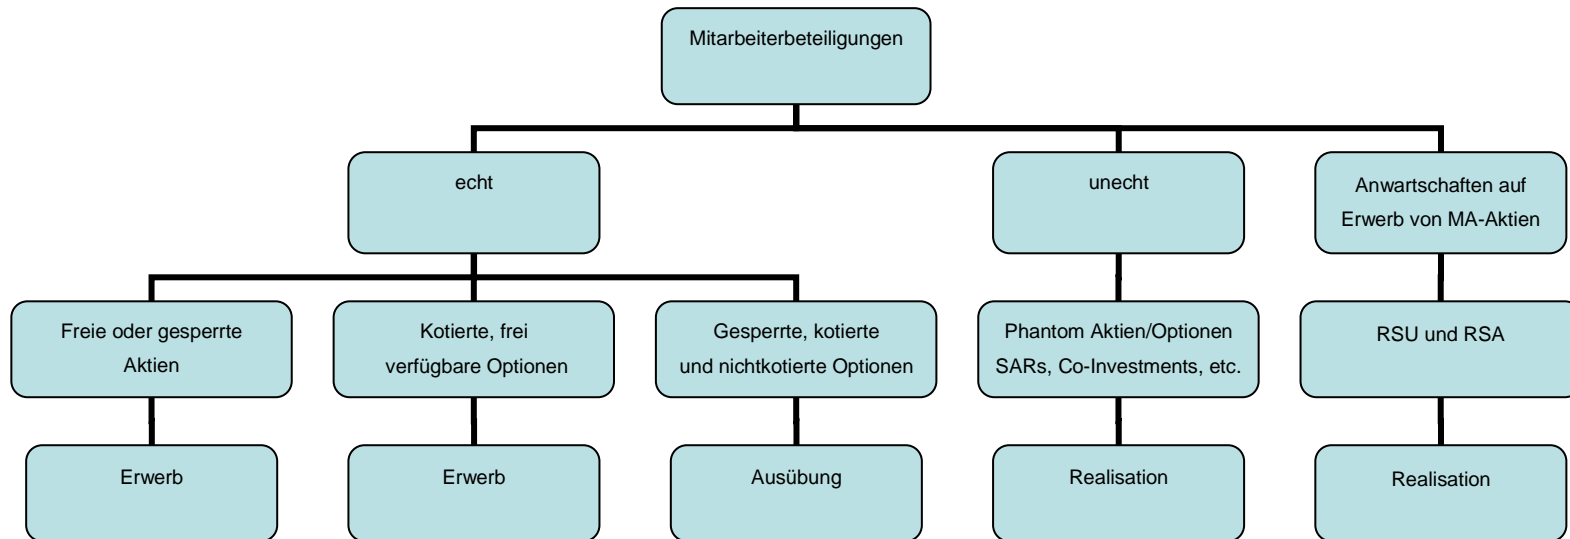 Mitarbeiterbeteiligungen
echt
unecht
Anwartschaften auf
Erwerb von MA-Aktien
Freie oder gesperrte
Aktien
Kotierte, frei
verfügbare Optionen
Gesperrte, kotierte
und nichtkotierte Optionen
Phantom Aktien/Optionen
SARs, Co-Investments, etc.
RSU und RSA
Erwerb
Erwerb
Ausübung
Realisation
Realisation